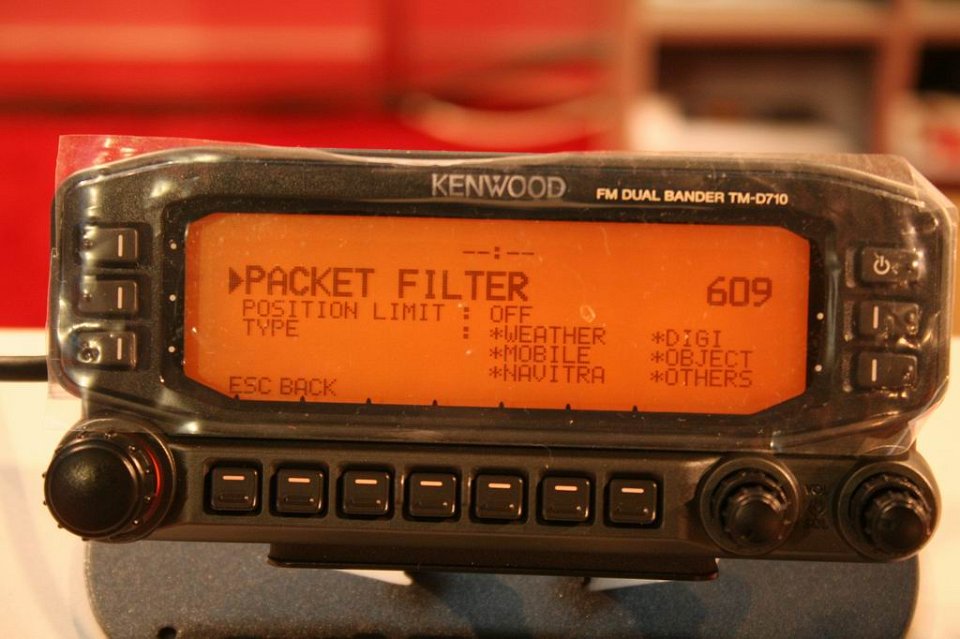 KENWOOD FM DUAL BANDER TM-D710
--:--
PACKET FILTER 609
POSITION LIMIT : OFF
TYPE : *WEATHER *DIGI
*MOBILE *OBJECT
*NAVITRA *OTHERS
ESC BACK
VOL